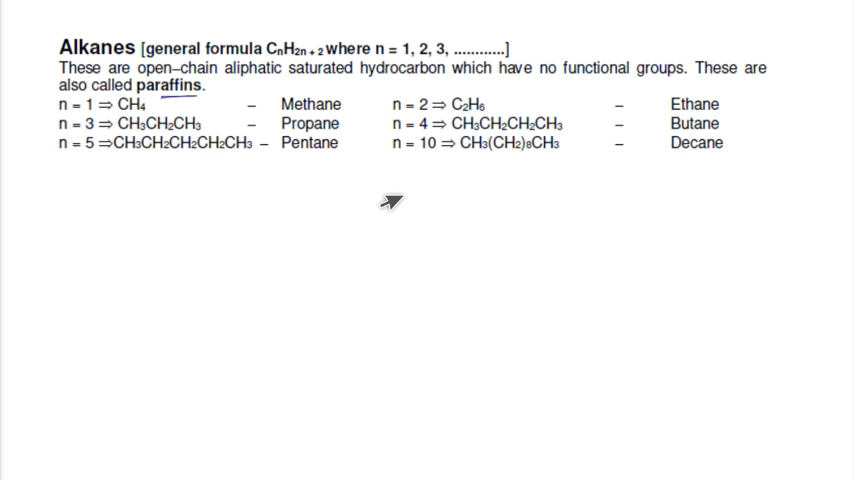 Alkanes [general formula CₙH₂ₙ₊₂ where n = 1, 2, 3, ............]
These are open–chain aliphatic saturated hydrocarbon which have no functional groups. These are
also called paraffins.
n = 1 ⇒ CH₄ – Methane n = 2 ⇒ C₂H₆ – Ethane
n = 3 ⇒ CH₃CH₂CH₃ – Propane n = 4 ⇒ CH₃CH₂CH₂CH₃ – Butane
n = 5 ⇒CH₃CH₂CH₂CH₂CH₃ – Pentane n = 10 ⇒ CH₃(CH₂)₈CH₃ – Decane